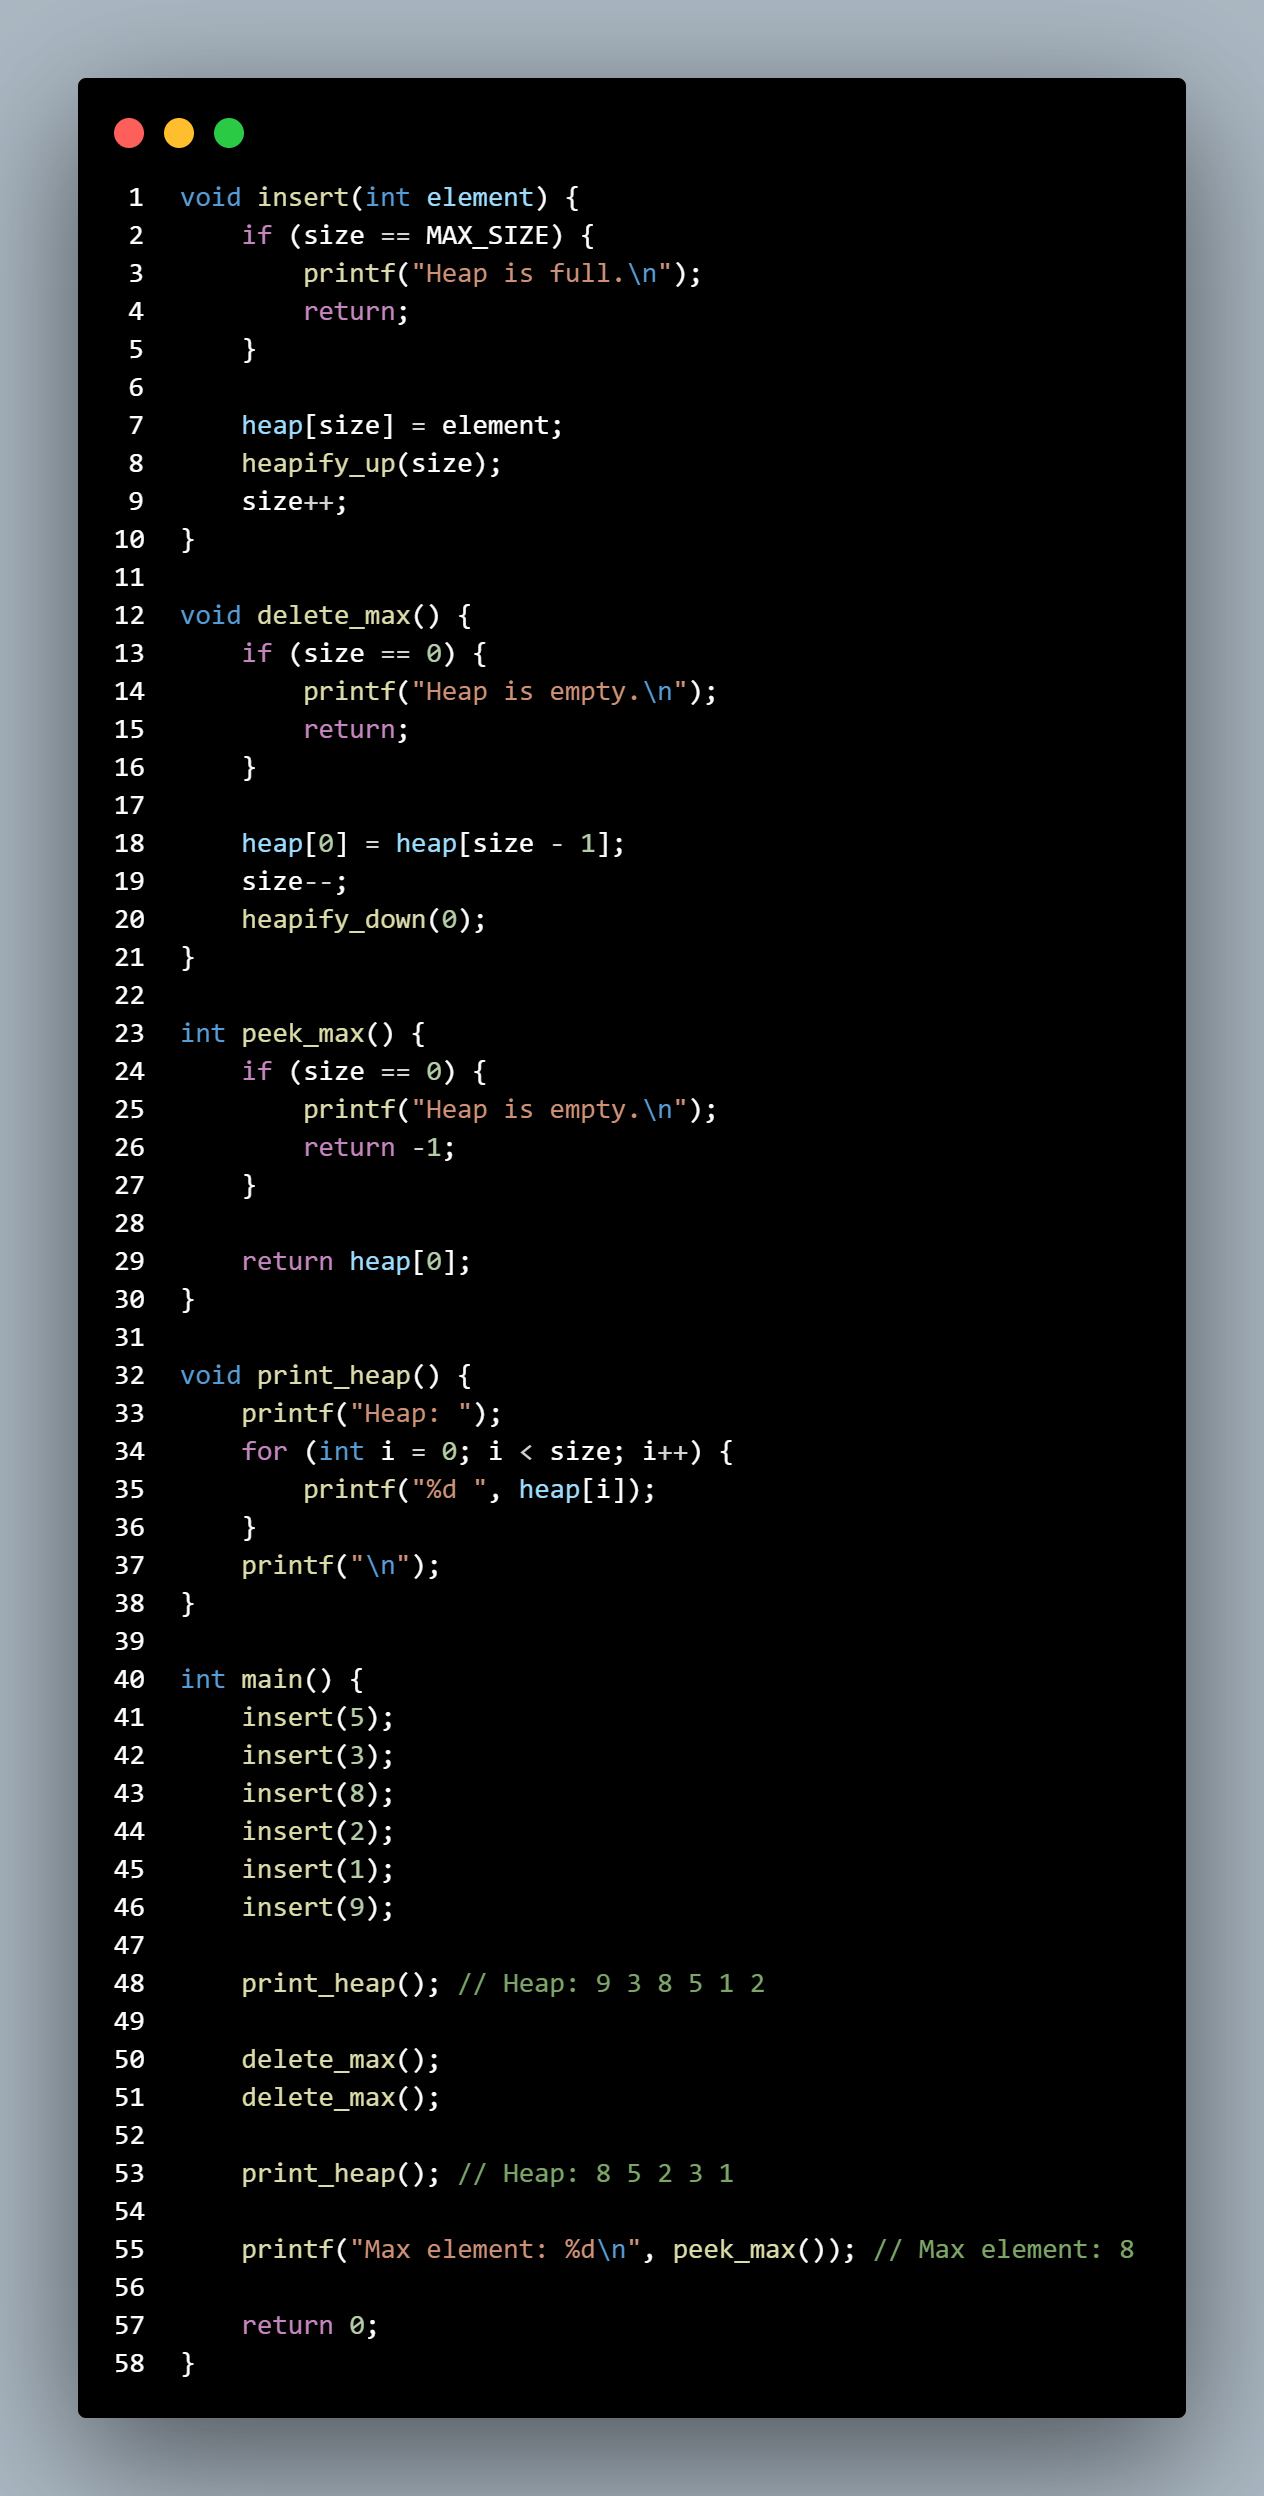 1 void insert(int element) {
2     if (size == MAX_SIZE) {
3         printf("Heap is full.\n");
4         return;
5     }
6
7     heap[size] = element;
8     heapify_up(size);
9     size++;
10 }
11
12 void delete_max() {
13     if (size == 0) {
14         printf("Heap is empty.\n");
15         return;
16     }
17
18     heap[0] = heap[size - 1];
19     size--;
20     heapify_down(0);
21 }
22
23 int peek_max() {
24     if (size == 0) {
25         printf("Heap is empty.\n");
26         return -1;
27     }
28
29     return heap[0];
30 }
31
32 void print_heap() {
33     printf("Heap: ");
34     for (int i = 0; i < size; i++) {
35         printf("%d ", heap[i]);
36     }
37     printf("\n");
38 }
39
40 int main() {
41     insert(5);
42     insert(3);
43     insert(8);
44     insert(2);
45     insert(1);
46     insert(9);
47
48     print_heap(); // Heap: 9 3 8 5 1 2
49
50     delete_max();
51     delete_max();
52
53     print_heap(); // Heap: 8 5 2 3 1
54
55     printf("Max element: %d\n", peek_max()); // Max element: 8
56
57     return 0;
58 }